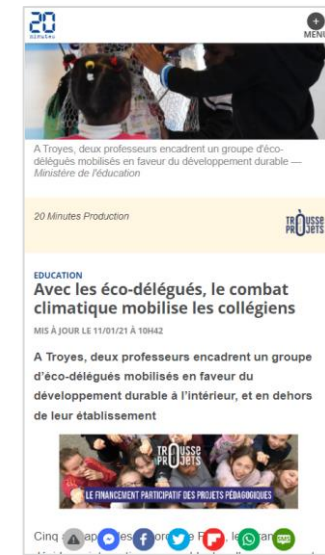 20
minutes
MENU
A Troyes, deux professeurs encadrent un groupe d'éco-
délégués mobilisés en faveur du développement durable —
Ministère de l'éducation
20 Minutes Production
TROUSSE
PROJETS
EDUCATION
Avec les éco-délégués, le combat
climatique mobilise les collégiens
MIS À JOUR LE 11/01/21 À 10H42
A Troyes, deux professeurs encadrent un groupe
d'éco-délégués mobilisés en faveur du
développement durable à l'intérieur, et en dehors
de leur établissement
TROUSSE
PROJETS
LE FINANCEMENT PARTICIPATIF DES PROJETS PÉDAGOGIQUES
Cinq
SMS